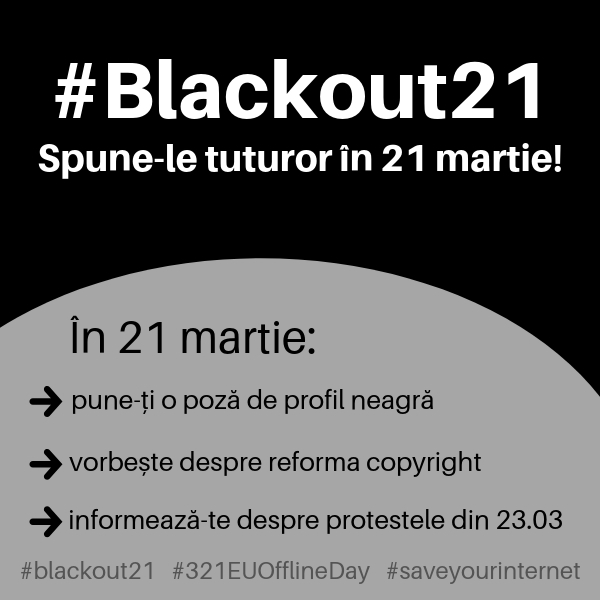 #Blackout21
Spune-le tuturor în 21 martie!
În 21 martie:
pune-ți o poză de profil neagră
vorbește despre reforma copyright
informează-te despre protestele din 23.03
#blackout21 #321EUOfflineDay #saveyourinternet